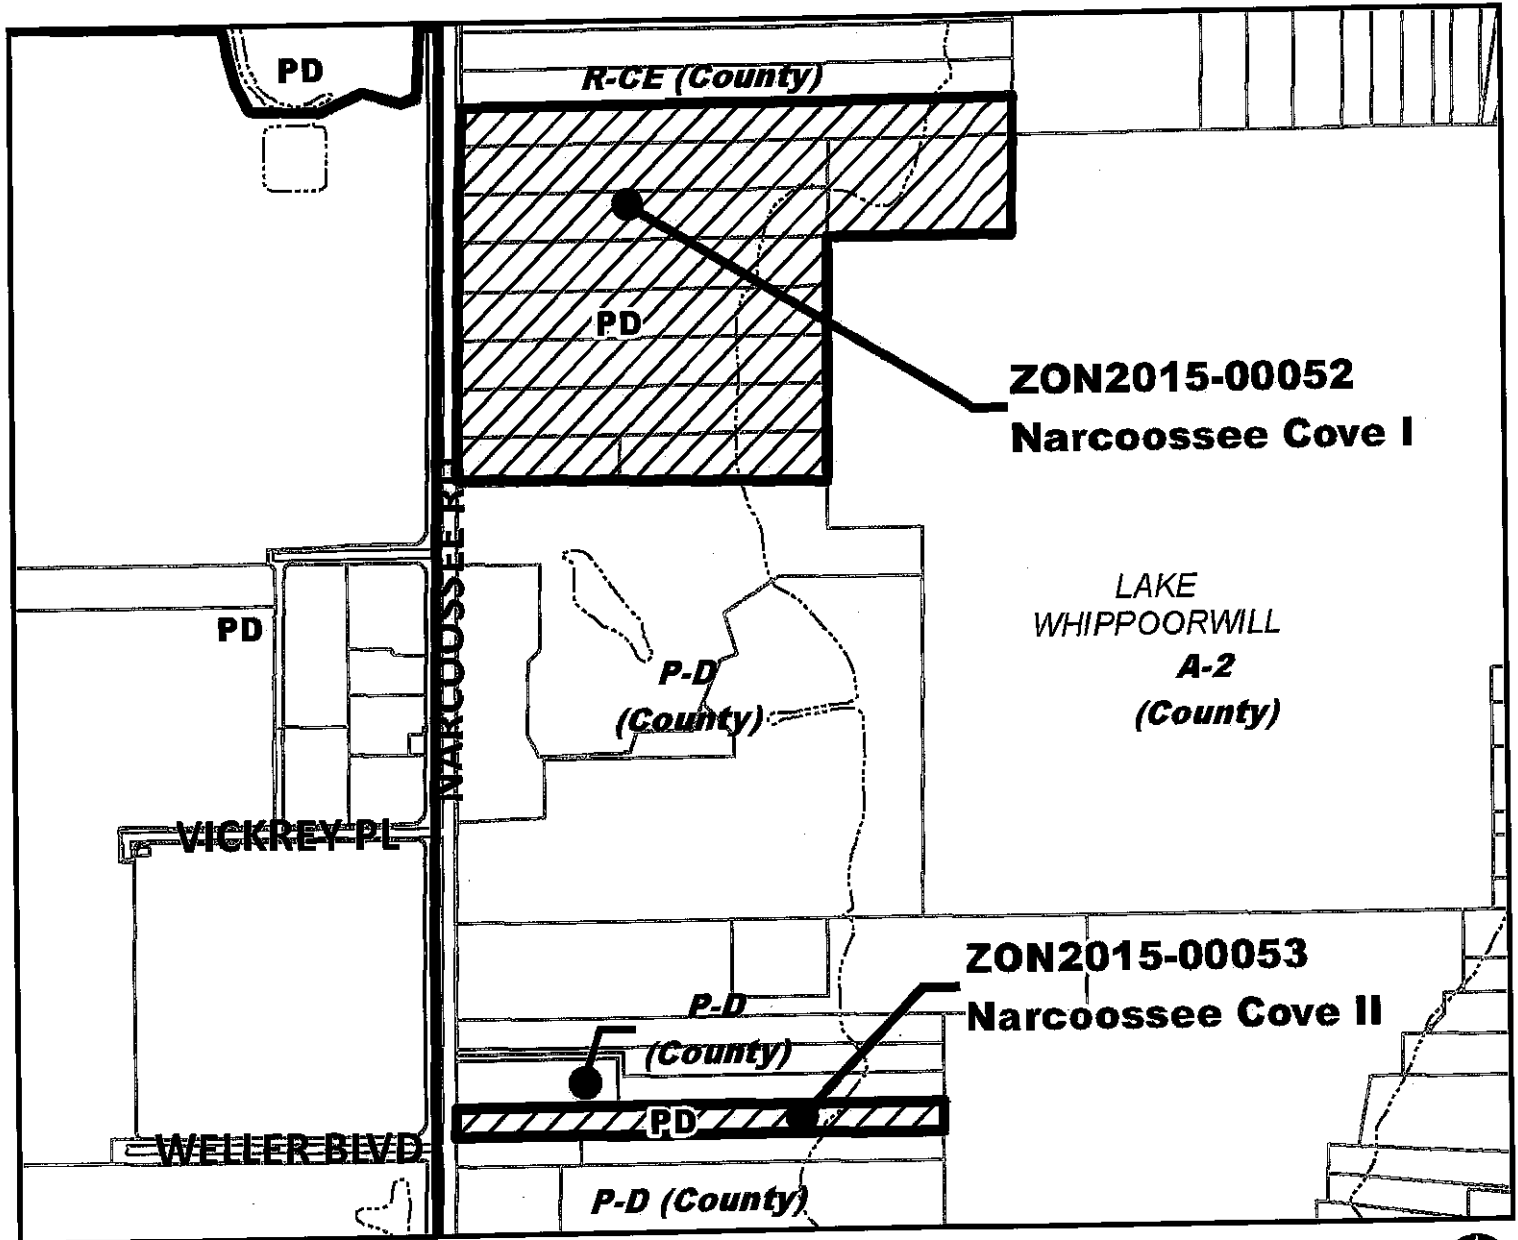 PD
R-CE (County)
PD
ZON2015-00052
Narcoossee Cove I
NARCOOSSEE RD
PD
LAKE
WHIPPOORWILL
A-2
(County)
P-D
(County)
VICKREY PL
ZON2015-00053
Narcoossee Cove II
P-D
(County)
PD
WELLER BLVD
P-D (County)